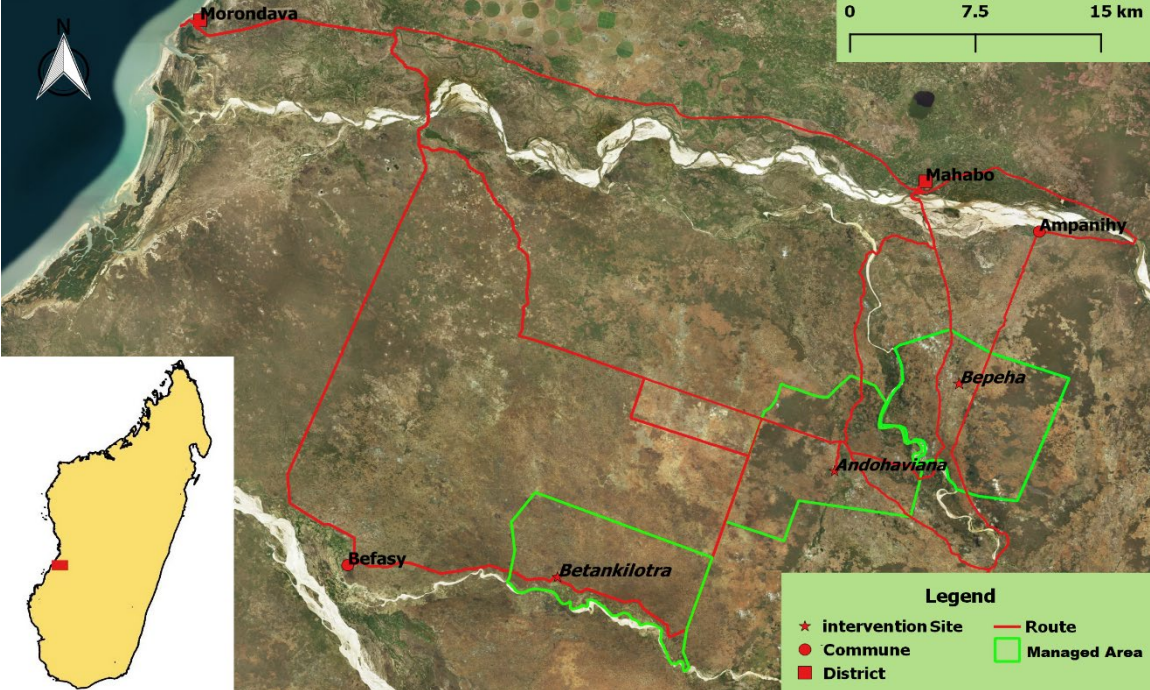 Morondava
N
0 7.5 15 km
Mahabo
Ampanihy
Bepeha
Andohaviana
Befasy
Betankilotra
Legend
intervention Site
Commune
District
Route
Managed Area